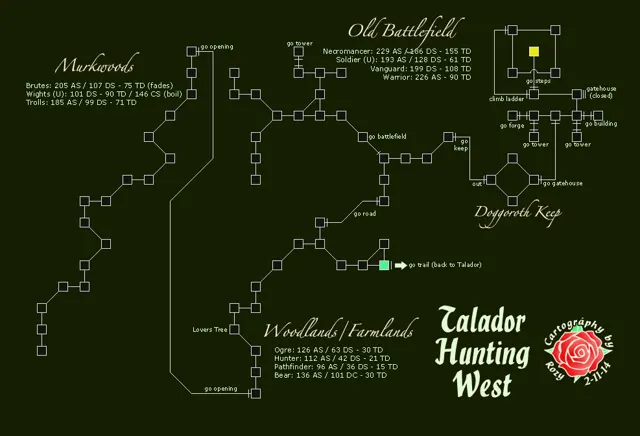 Old Battlefield
Necromancer: 229 AS / 186 DS - 155 TD
Soldier (U): 193 AS / 128 DS - 61 TD
Vanguard: 199 DS - 108 TD
Warrior: 226 AS - 90 TD
go opening
go tower
Murkwoods
Brutes: 205 AS / 107 DS - 75 TD (fades)
Wights (U): 101 DS - 90 TD / 146 CS (boil)
Trolls: 185 AS / 99 DS - 71 TD
go steps
climb ladder
gatehouse
(closed)
go forge
go building
go tower
go tower
go battlefield
go
keep
out
go gatehouse
Doggoroth Keep
go road
go trail (back to Talador)
Lovers Tree
Woodlands/Farmlands
Ogre: 126 AS / 63 DS - 30 TD
Hunter: 112 AS / 42 DS - 21 TD
Pathfinder: 96 AS / 36 DS - 15 TD
Bear: 136 AS / 101 DC - 30 TD
go opening
Talador
Hunting
West
Cartography by
Rozy 2-11-14